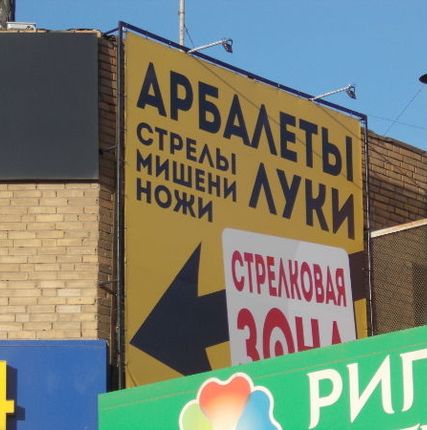 АРБАЛЕТЫ
СТРЕЛЫ
МИШЕНИ
НОЖИ
ЛУКИ
СТРЕЛКОВАЯ
ЗОНА